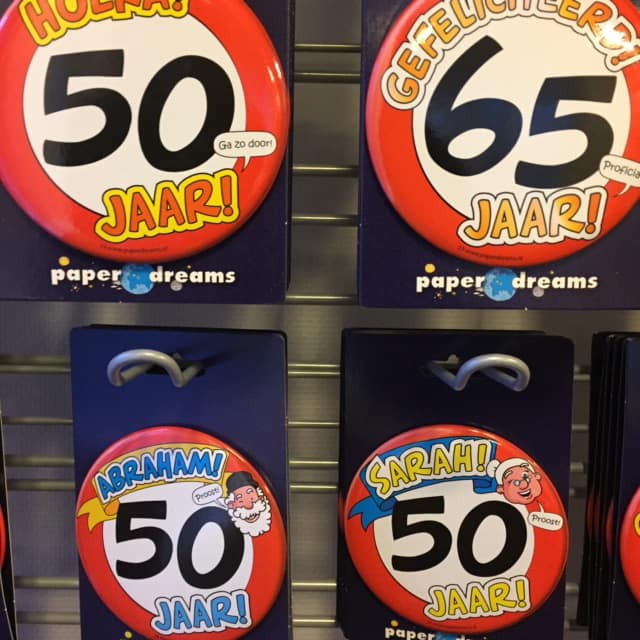 HOERA!
50
Ga zo door!
JAAR!
paper dreams
GEFELICITEERD!
65
JAAR!
paper dreams
ABRAHAM!
Proost!
50
JAAR!
SARAH!
50
Proost!
JAAR!
paper